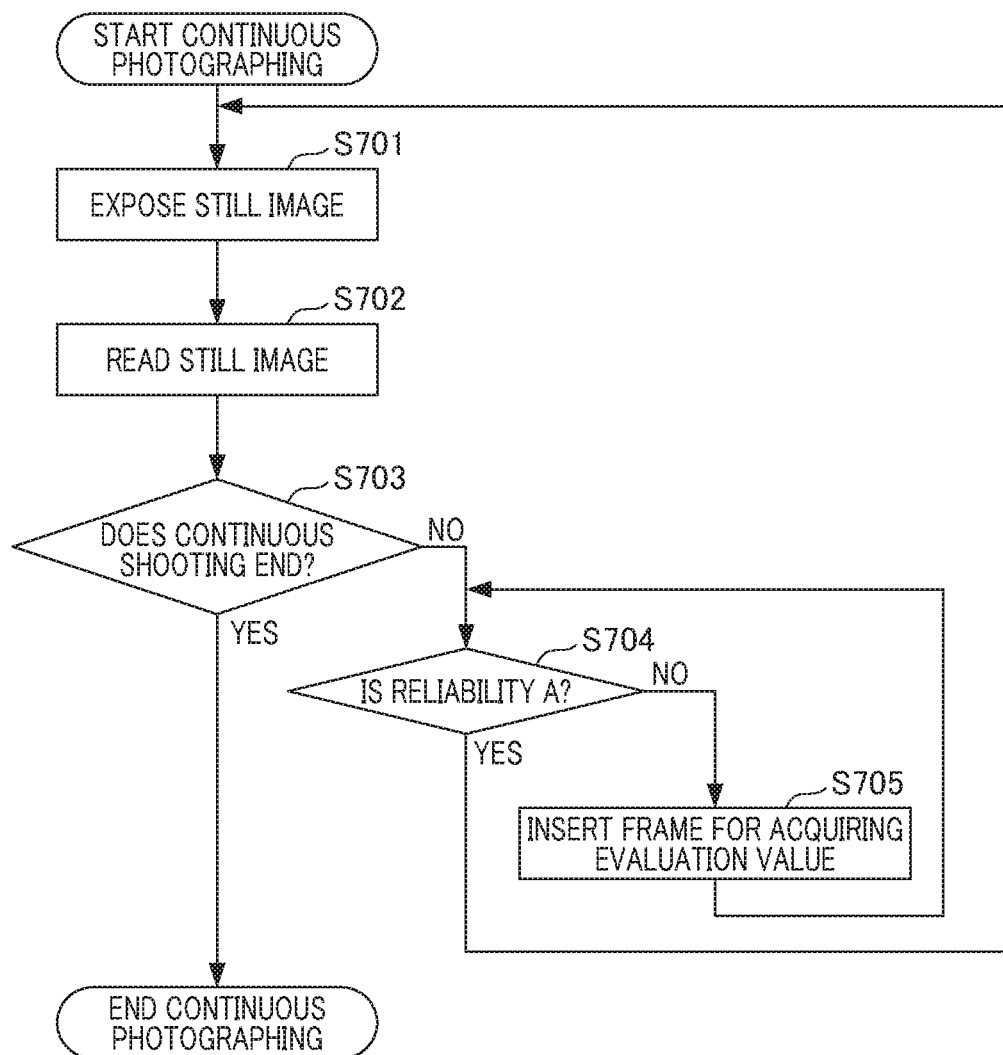 START CONTINUOUS
PHOTOGRAPHING
S701
EXPOSE STILL IMAGE
S702
READ STILL IMAGE
S703
DOES CONTINUOUS
SHOOTING END?
NO
YES
S704
IS RELIABILITY A?
NO
YES
S705
INSERT FRAME FOR ACQUIRING
EVALUATION VALUE
END CONTINUOUS
PHOTOGRAPHING